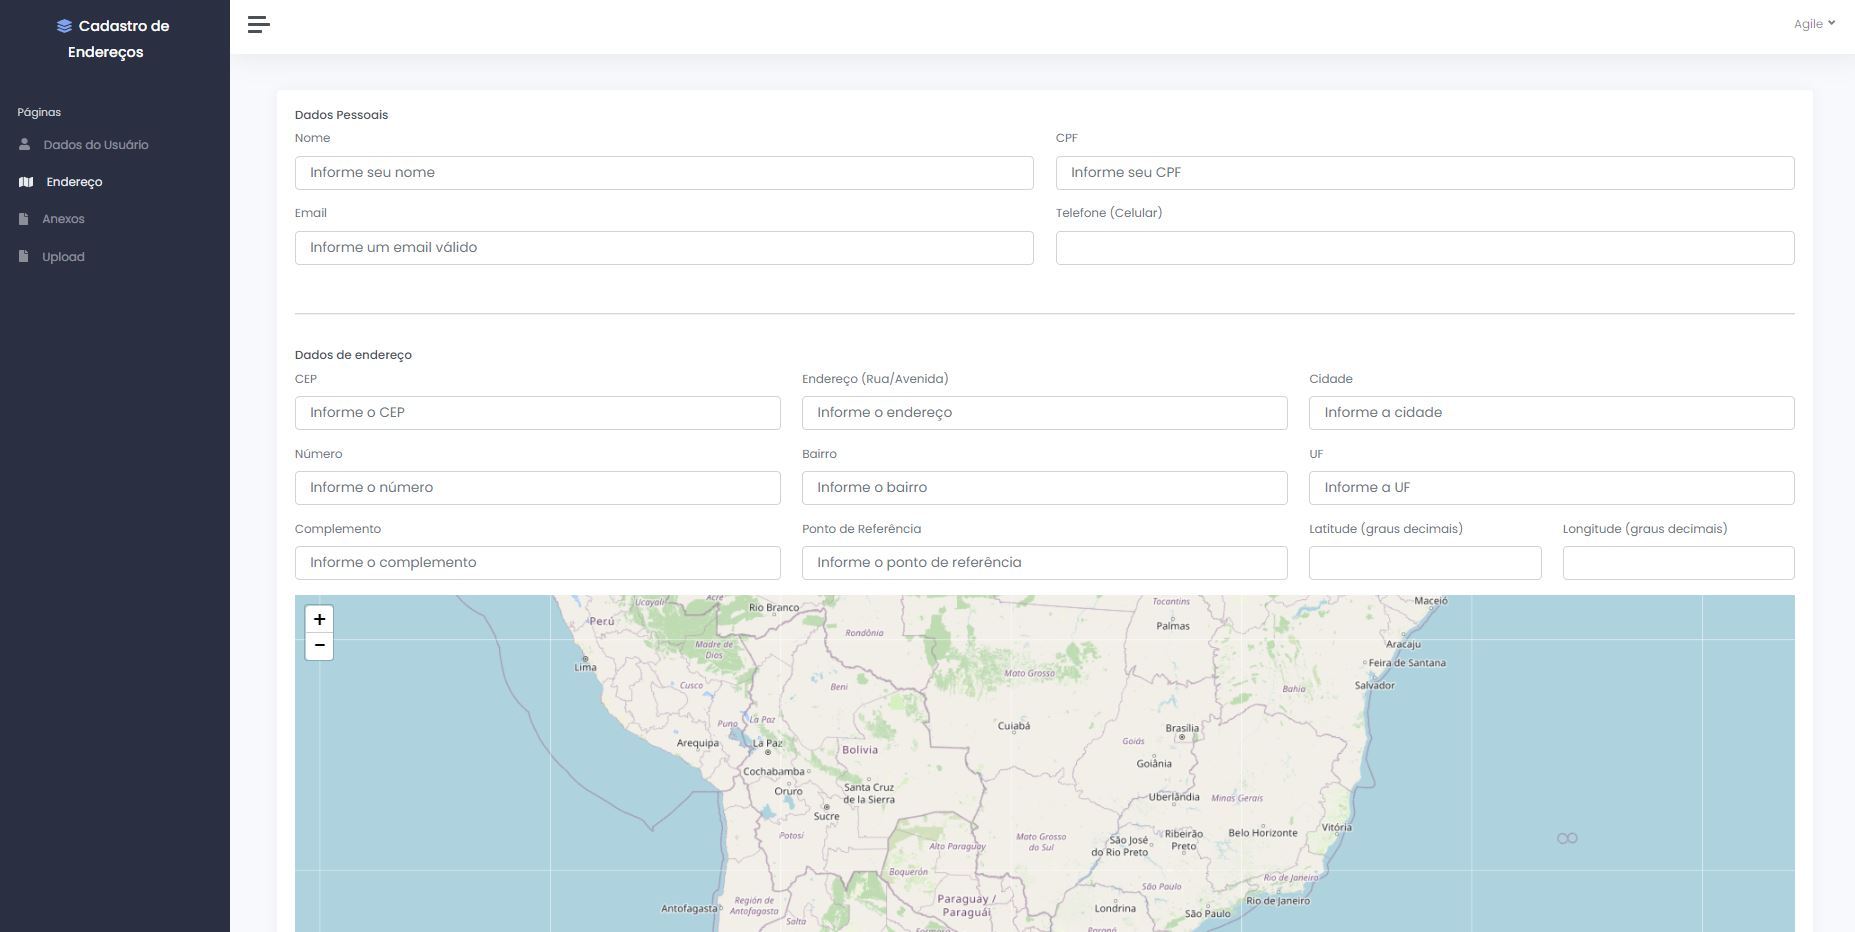 Cadastro de
Endereços
Agile
Páginas
Dados do Usuário
Endereço
Anexos
Upload
Dados Pessoais
Nome
CPF
Informe seu nome
Informe seu CPF
Email
Telefone (Celular)
Informe um email válido
Dados de endereço
CEP
Endereço (Rua/Avenida)
Cidade
Informe o CEP
Informe o endereço
Informe a cidade
Número
Bairro
UF
Informe o número
Informe o bairro
Informe a UF
Complemento
Ponto de Referência
Latitude (graus decimais)
Longitude (graus decimais)
Informe o complemento
Informe o ponto de referência
+
−
Ucayali
Acre
Rio Branco
Tocantins
Maceió
Perú
Rondônia
Palmas
Madre de
Dios
Aracaju
Lima
Feira de Santana
Mato Grosso
Cusco
Beni
Bahia
Salvador
Puno
La Paz
Cuiabá
Brasília
Arequipa
La Paz
Bolivia
Goiás
Goiânia
Cochabamba
Oruro
Santa Cruz
de la Sierra
Uberlândia
Minas Gerais
Sucre
Potosí
Mato Grosso
do Sul
São José
do Rio Preto
Ribeirão
Preto
Belo Horizonte
Vitória
Alto Paraguay
Boquerón
São Paulo
Rio de Janeiro
Antofagasta
Región de
Antofagasta
Salta
Paraguay /
Paraguái
Londrina
São Paulo
Rio de Janeiro
Formosa
Paraná